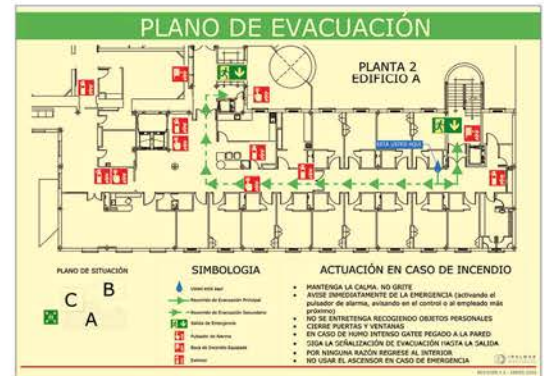 PLANO DE EVACUACIÓN
PLANTA 2
EDIFICIO A
ESTÁ USTED AQUÍ
PLANO DE SITUACIÓN
B
C
A
SIMBOLOGIA
Usted está aquí
Recorrido de Evacuación Principal
Recorrido de Evacuación Secundario
Salida de Emergencia
Pulsador de Alarma
Boca de Incendio Equipada
Extintor
ACTUACIÓN EN CASO DE INCENDIO
• MANTENGA LA CALMA. NO GRITE
• AVISE INMEDIATAMENTE DE LA EMERGENCIA (activando el
pulsador de alarma, avisando en el control o al empleado más
próximo)
• NO SE ENTRETENGA RECOGIENDO OBJETOS PERSONALES
• CIERRE PUERTAS Y VENTANAS
• EN CASO DE HUMO INTENSO GATEE PEGADO A LA PARED
• SIGA LA SEÑALIZACIÓN DE EVACUACIÓN HASTA LA SALIDA
• POR NINGUNA RAZÓN REGRESE AL INTERIOR
• NO USAR EL ASCENSOR EN CASO DE EMERGENCIA